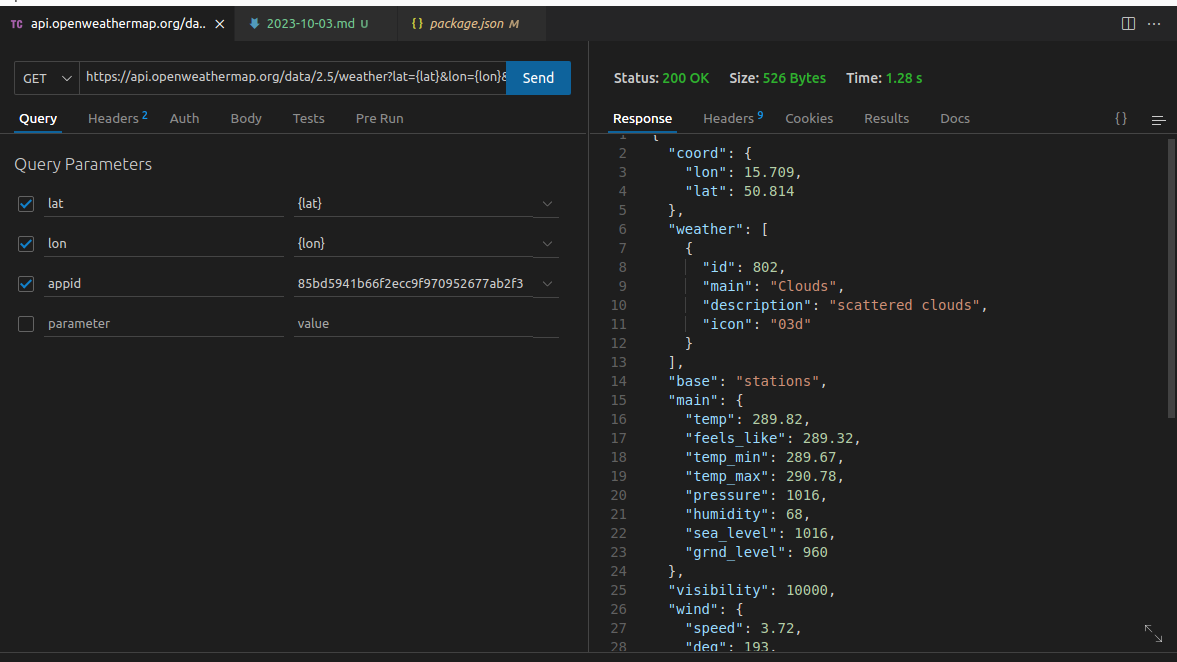 TC api.openweathermap.org/da.. 2023-10-03.md U {} package.json M
GET https://api.openweathermap.org/data/2.5/weather?lat={lat}&lon={lon}& Send
Query Headers 2 Auth Body Tests Pre Run
Query Parameters
lat {lat}
lon {lon}
appid 85bd5941b66f2ecc9f970952677ab2f3
parameter value
Status: 200 OK Size: 526 Bytes Time: 1.28 s
Response Headers 9 Cookies Results Docs {}
1 {
2 "coord": {
3 "lon": 15.709,
4 "lat": 50.814
5 },
6 "weather": [
7 {
8 "id": 802,
9 "main": "Clouds",
10 "description": "scattered clouds",
11 "icon": "03d"
12 }
13 ],
14 "base": "stations",
15 "main": {
16 "temp": 289.82,
17 "feels_like": 289.32,
18 "temp_min": 289.67,
19 "temp_max": 290.78,
20 "pressure": 1016,
21 "humidity": 68,
22 "sea_level": 1016,
23 "grnd_level": 960
24 },
25 "visibility": 10000,
26 "wind": {
27 "speed": 3.72,
28 "deg": 193,